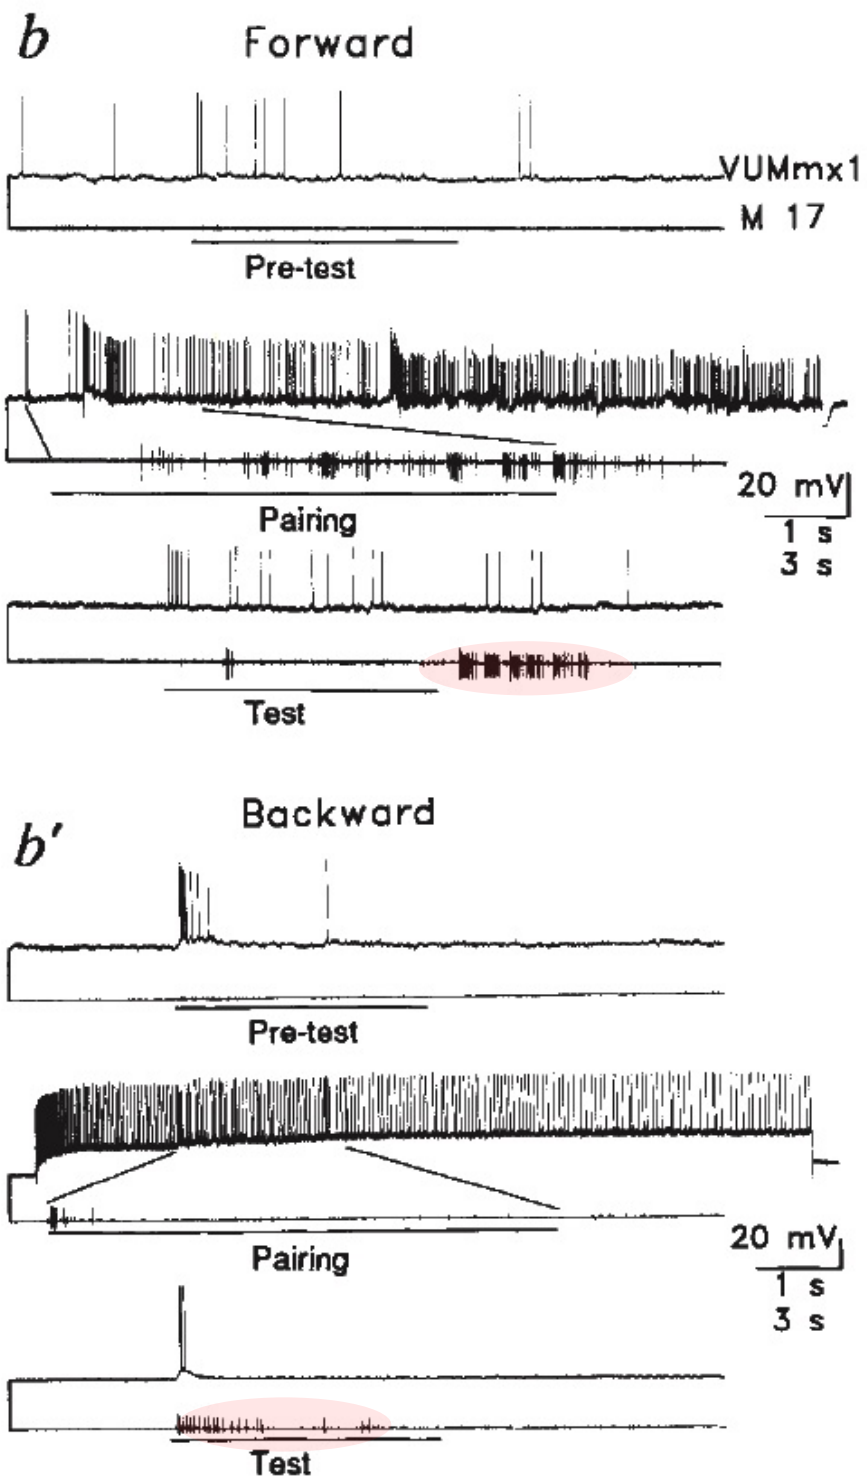 b Forward
VUMmx1
M 17
Pre-test
20 mV
Pairing
1 s
3 s
Test
Backward
b'
Pre-test
20 mV
Pairing
1 s
3 s
Test